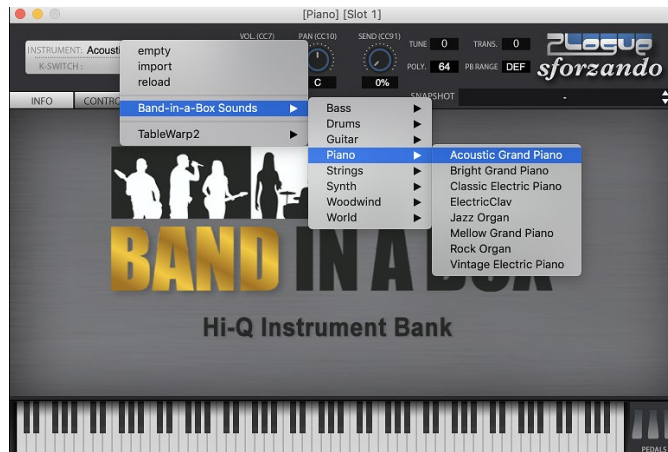 [Piano] [Slot 1]
INSTRUMENT: Acousti
K-SWITCH :
VOL. (CC7)
PAN (CC10)
SEND (CC91)
C
0%
TUNE 0 TRANS. 0
POLY. 64 PB RANGE DEF
Plogue
sforzando
INFO
CONTRO
SNAPSHOT
-
empty
import
reload
Band-in-a-Box Sounds
TableWarp2
Bass
Drums
Guitar
Piano
Strings
Synth
Woodwind
World
Acoustic Grand Piano
Bright Grand Piano
Classic Electric Piano
ElectricClav
Jazz Organ
Mellow Grand Piano
Rock Organ
Vintage Electric Piano
BAND IN A BOX
Hi-Q Instrument Bank
PEDALS